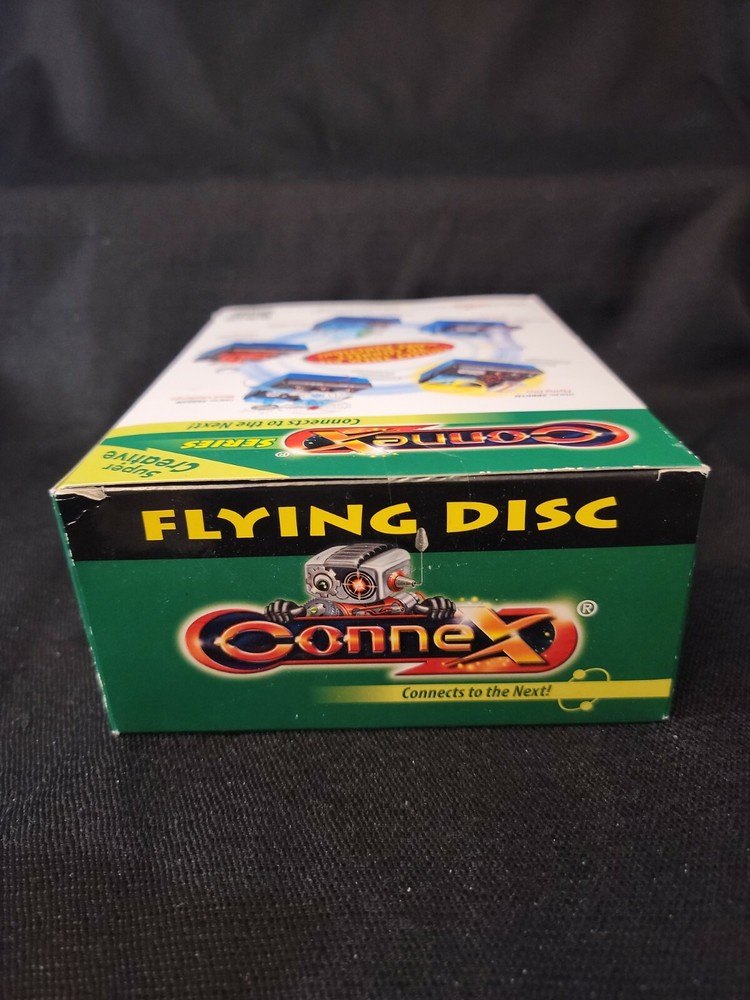 Connects to the Next!
ConneX
SERIES
®
Super
Creative
FLYING DISC
ConneX ®
Connects to the Next!